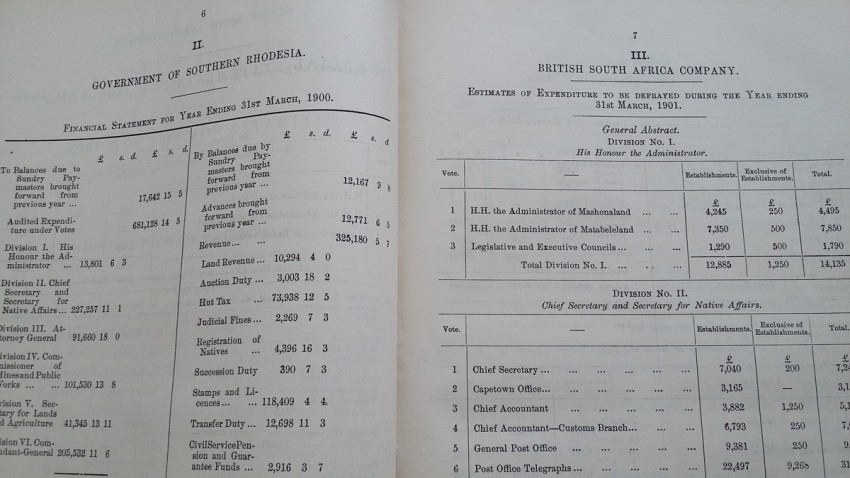 6
II.
GOVERNMENT OF SOUTHERN RHODESIA.
FINANCIAL STATEMENT FOR YEAR ENDING 31ST MARCH, 1900.
£ s. d. £ s. d.
To Balances due to
Sundry Pay-
masters brought
forward from
previous year ... 17,642 15 5
Audited Expendi-
ture under Votes 681,128 14 5
Division I. His
Honour the Ad-
ministrator ... 13,801 6 3
Division II. Chief
Secretary and
Secretary for
Native Affairs... 227,257 11 1
Division III. At-
torney General 91,660 18 0
ivision IV. Com-
missioner of
Mines and Public
Works ... ... 101,530 13 8
vision V. Sec-
tary for Lands
d Agriculture 41,345 13 11
ision VI. Com-
ndant-General 205,532 11 6
£ s. d. £ s. d
By Balances due by
Sundry Pay-
masters brought
forward from
previous year ... 12,167 9 8
Advances brought
forward from
previous year ... 12,771 6 5
Revenue... ... 325,180 5 7
Land Revenue... 10,294 4 0
Auction Duty ... 3,003 18 2
Hut Tax ... 73,938 12 5
Judicial Fines... 2,269 7 3
Registration of
Natives ... 4,396 16 3
Succession Duty 390 7 3
Stamps and Li-
cences... ... 118,409 4 4.
Transfer Duty... 12,698 11 3
CivilServicePen-
sion and Guar-
antee Funds ... 2,916 3 7
7
III.
BRITISH SOUTH AFRICA COMPANY.
ESTIMATES OF EXPENDITURE TO BE DEFRAYED DURING THE YEAR ENDING
31ST MARCH, 1901.
General Abstract.
DIVISION NO. I.
His Honour the Administrator.
Vote. — Establishments. Exclusive of Establishments. Total.
£ £ £
1 H.H. the Administrator of Mashonaland ... ... 4,245 250 4,495
2 H.H. the Administrator of Matabeleland ... ... 7,350 500 7,850
3 Legislative and Executive Councils ... ... ... 1,290 500 1,790
Total Division No. I. ... ... ... 12,885 1,250 14,135
DIVISION NO. II.
Chief Secretary and Secretary for Native Affairs.
Vote. — Establishments. Exclusive of Establishments. Total.
£ £ £
1 Chief Secretary ... ... ... ... ... ... 7,040 200 7,24
2 Capetown Office... ... ... ... ... ... 3,165 — 3,1
3 Chief Accountant ... ... ... ... ... 3,882 1,250 5,1
4 Chief Accountant—Customs Branch... ... ... 6,793 250 7,
5 General Post Office ... ... ... ... ... 9,381 250 9,
6 Post Office Telegraphs ... ... ... ... ... 22,497 9,268 31